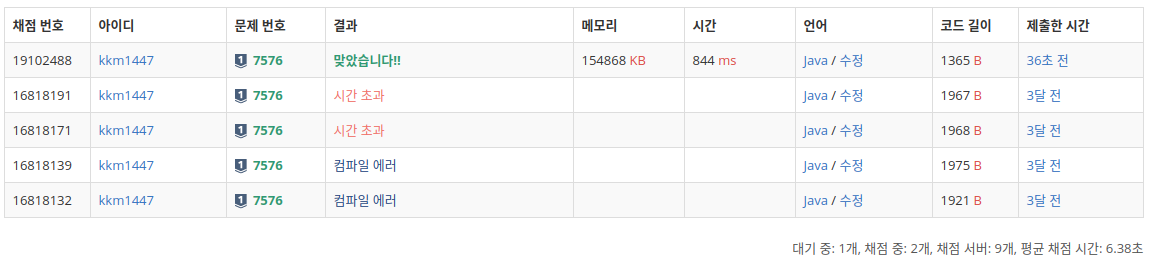 채점 번호 아이디 문제 번호 결과 메모리 시간 언어 코드 길이 제출한 시간
19102488 kkm1447 1 7576 맞았습니다!! 154868 KB 844 ms Java / 수정 1365 B 36초 전
16818191 kkm1447 1 7576 시간 초과 Java / 수정 1967 B 3달 전
16818171 kkm1447 1 7576 시간 초과 Java / 수정 1968 B 3달 전
16818139 kkm1447 1 7576 컴파일 에러 Java / 수정 1975 B 3달 전
16818132 kkm1447 1 7576 컴파일 에러 Java / 수정 1921 B 3달 전
대기 중: 1개, 채점 중: 2개, 채점 서버: 9개, 평균 채점 시간: 6.38초